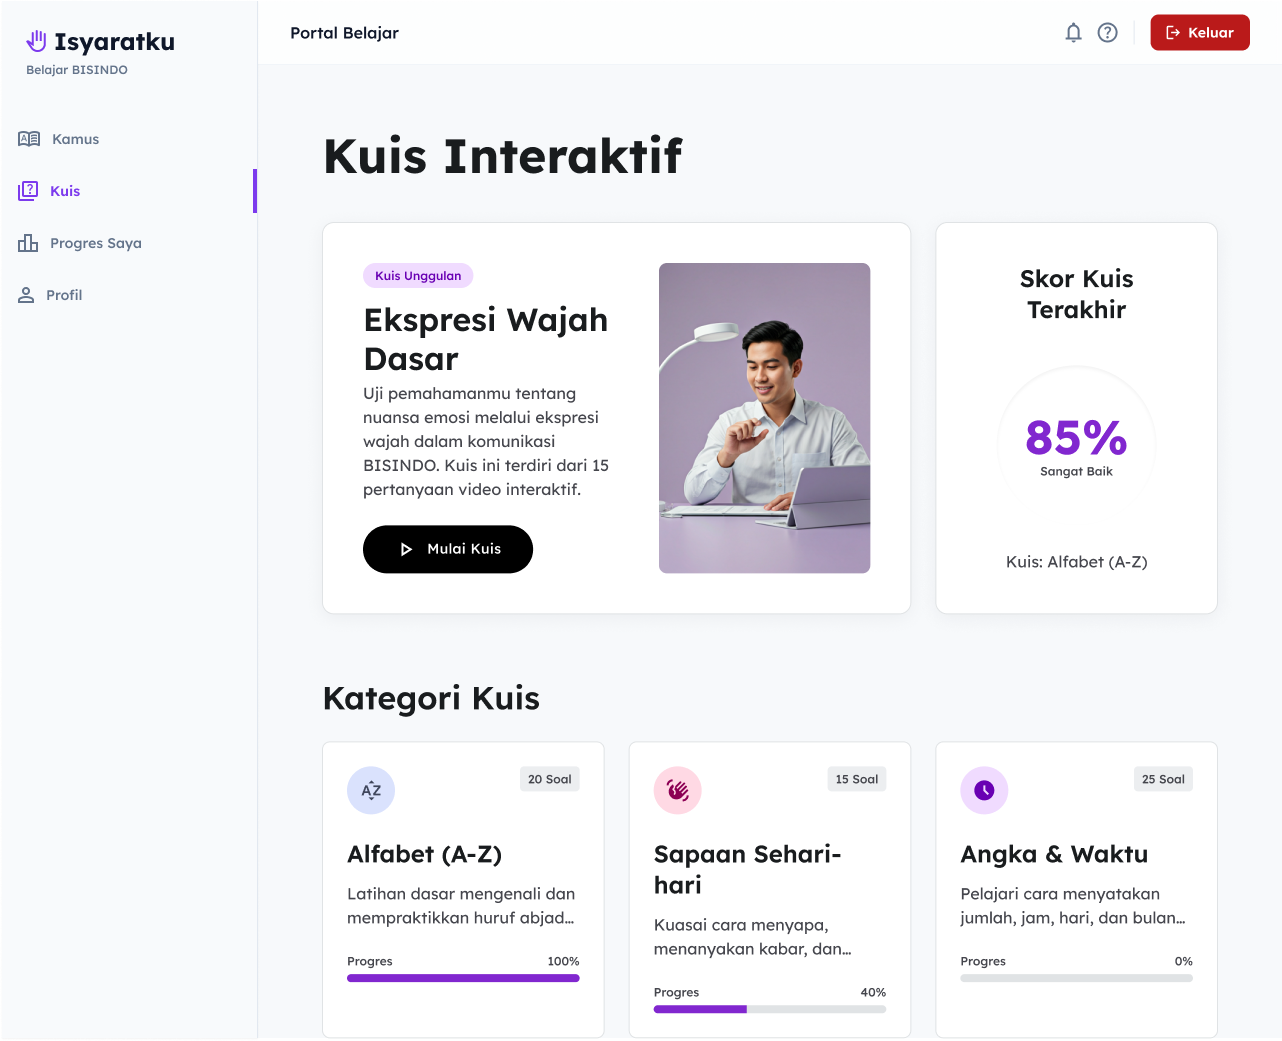 Isyaratku
Belajar BISINDO
Kamus
Kuis
Progres Saya
Profil
Portal Belajar
Keluar
Kuis Interaktif
Kuis Unggulan
Ekspresi Wajah
Dasar
Uji pemahamanmu tentang
nuansa emosi melalui ekspresi
wajah dalam komunikasi
BISINDO. Kuis ini terdiri dari 15
pertanyaan video interaktif.
Mulai Kuis
Skor Kuis
Terakhir
85%
Sangat Baik
Kuis: Alfabet (A-Z)
Kategori Kuis
AZ
20 Soal
Alfabet (A-Z)
Latihan dasar mengenali dan
mempraktikkan huruf abjad...
Progres 100%
15 Soal
Sapaan Sehari-
hari
Kuasai cara menyapa,
menanyakan kabar, dan...
Progres 40%
25 Soal
Angka & Waktu
Pelajari cara menyatakan
jumlah, jam, hari, dan bulan...
Progres 0%